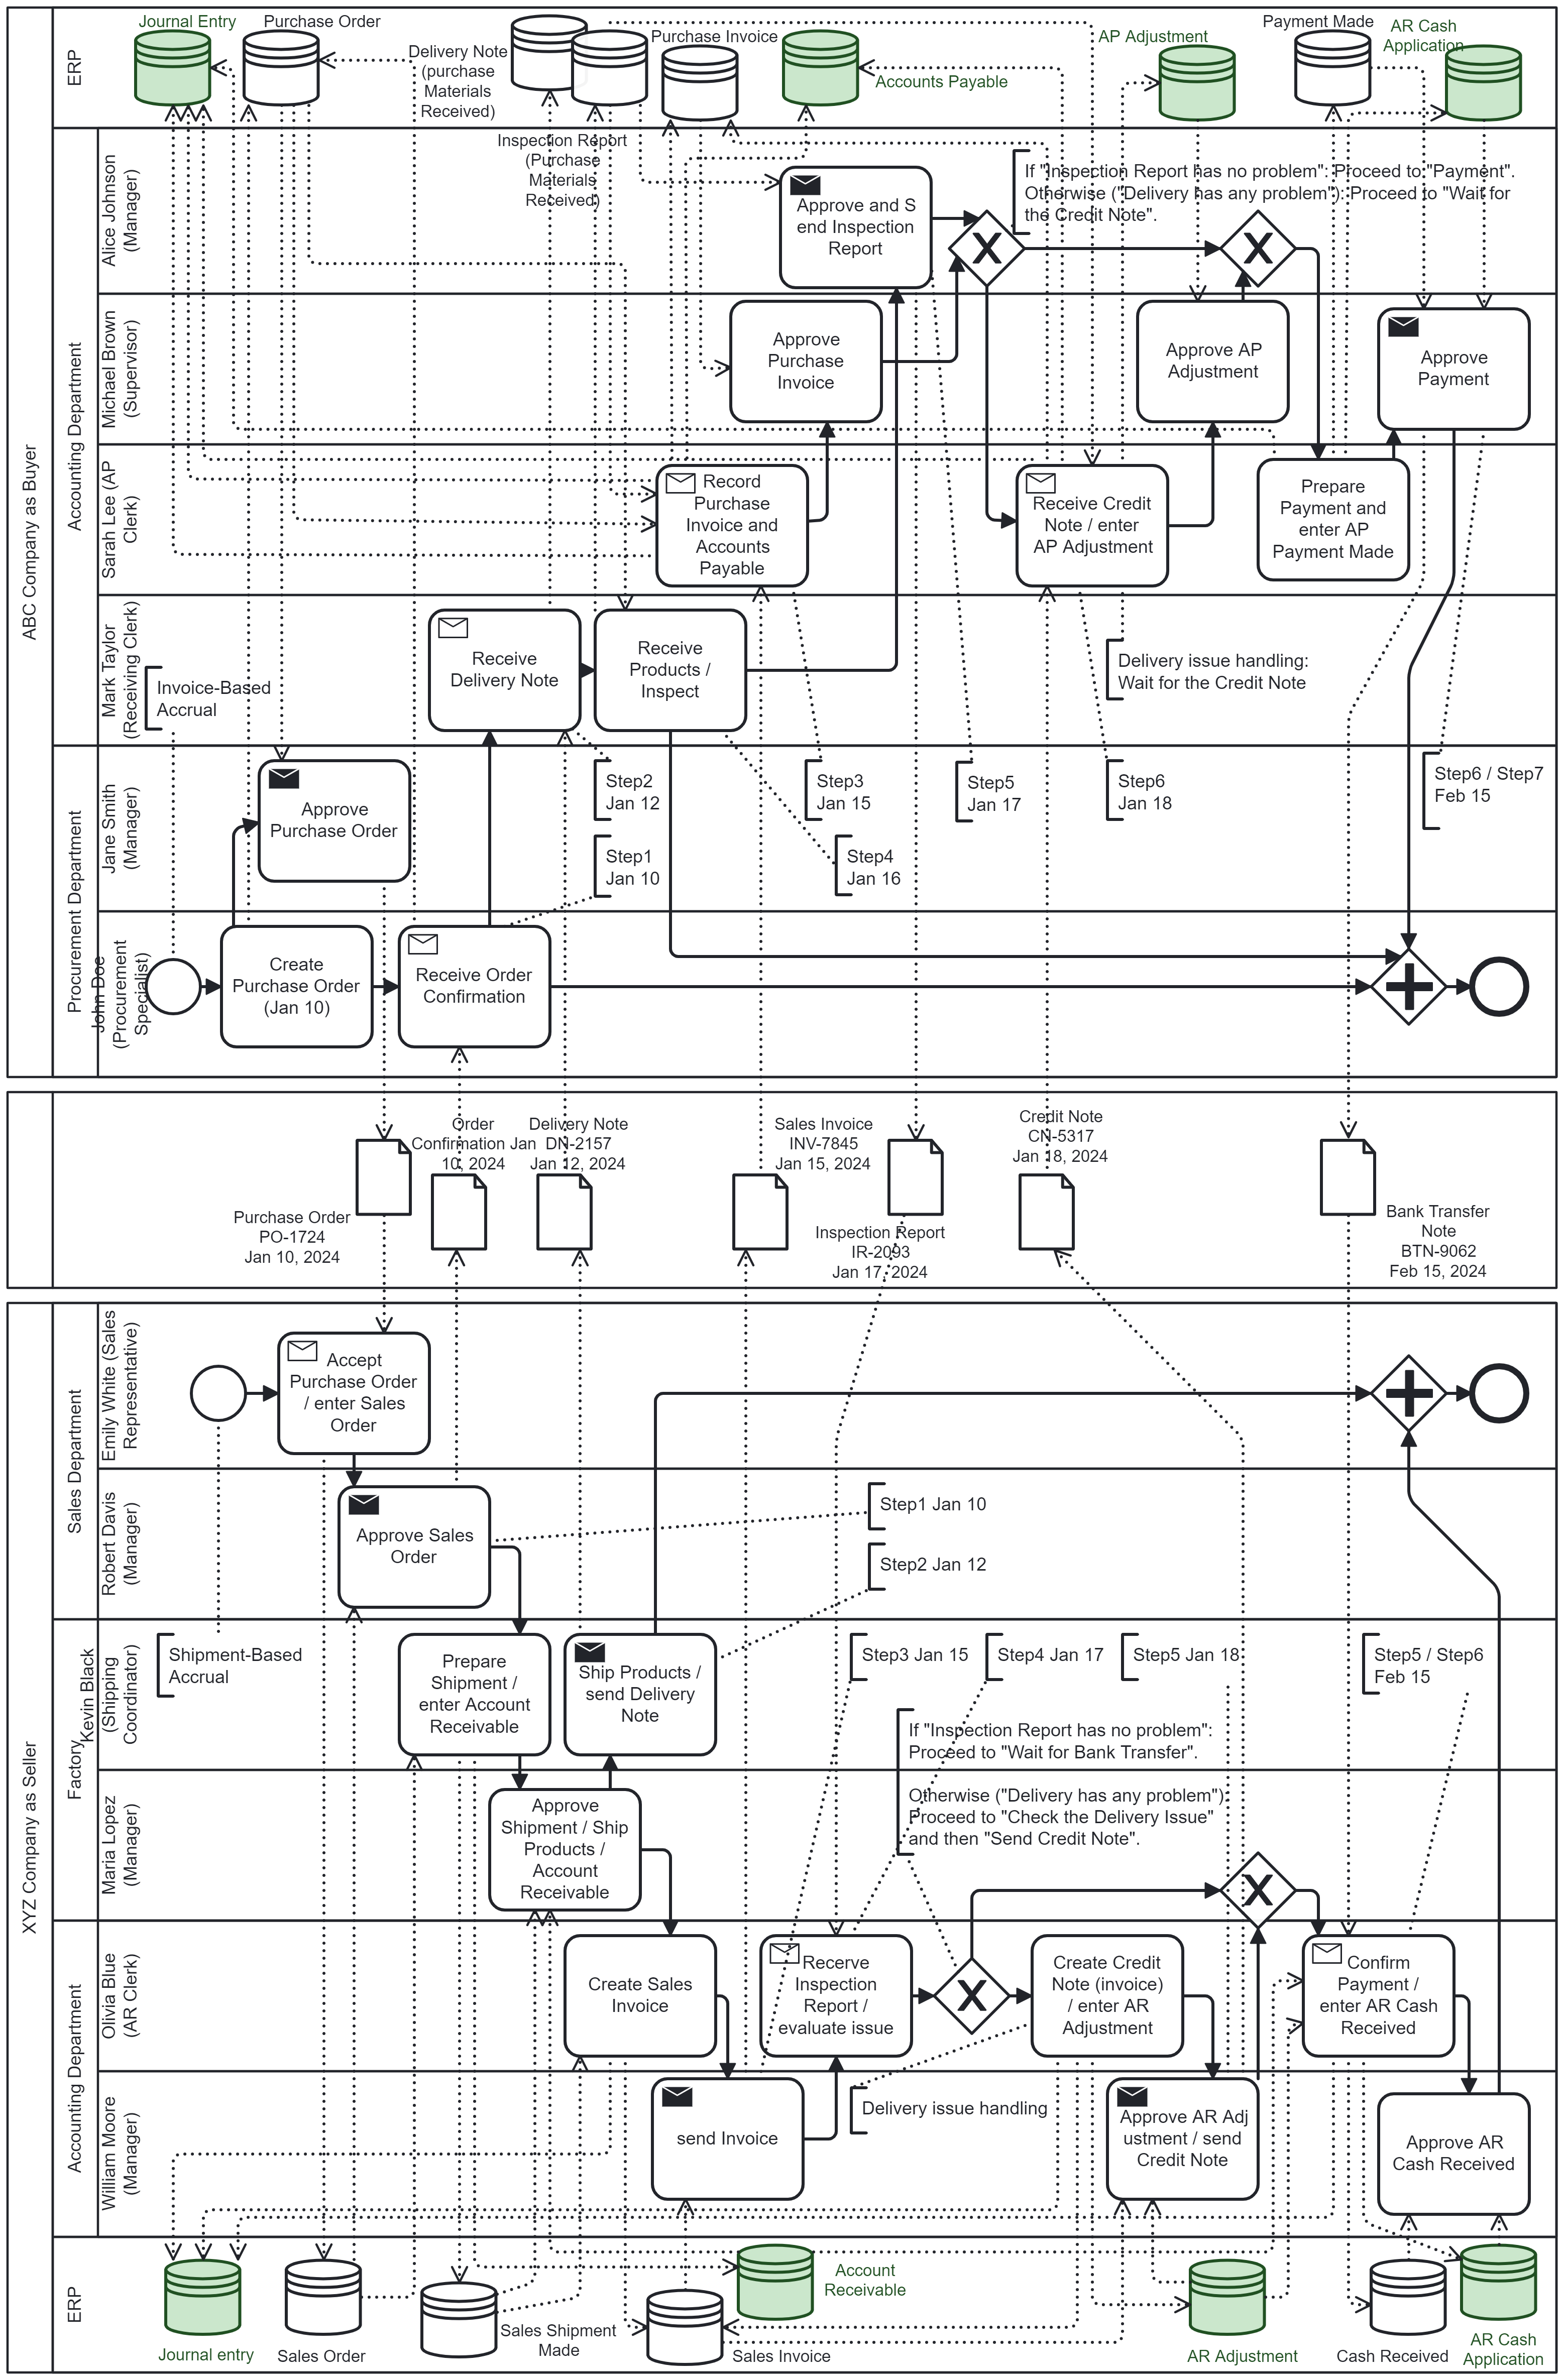 ABC Company as Buyer
ERP
Journal Entry
Purchase Order
Delivery Note
(purchase
Materials
Received)
Inspection Report
(Purchase
Materials
Received)
Purchase Invoice
Accounts Payable
AP Adjustment
Payment Made
AR Cash
Application
Accounting Department
Alice Johnson
(Manager)
Approve and S
end Inspection
Report
If "Inspection Report has no problem": Proceed to "Payment".
Otherwise ("Delivery has any problem"): Proceed to "Wait for
the Credit Note".
Michael Brown
(Supervisor)
Approve
Purchase
Invoice
Approve AP
Adjustment
Approve
Payment
Sarah Lee (AP
Clerk)
Record
Purchase
Invoice and
Accounts
Payable
Receive Credit
Note / enter
AP Adjustment
Prepare
Payment and
enter AP
Payment Made
Mark Taylor
(Receiving Clerk)
Invoice-Based
Accrual
Receive
Delivery Note
Receive
Products /
Inspect
Delivery issue handling:
Wait for the Credit Note
Procurement Department
Jane Smith
(Manager)
Approve
Purchase Order
Step2
Jan 12
Step1
Jan 10
Step3
Jan 15
Step4
Jan 16
Step5
Jan 17
Step6
Jan 18
Step6 / Step7
Feb 15
John Doe
(Procurement
Specialist)
Create
Purchase Order
(Jan 10)
Receive Order
Confirmation
Purchase Order
PO-1724
Jan 10, 2024
Order
Confirmation Jan
10, 2024
Delivery Note
DN-2157
Jan 12, 2024
Sales Invoice
INV-7845
Jan 15, 2024
Inspection Report
IR-2093
Jan 17, 2024
Credit Note
CN-5317
Jan 18, 2024
Bank Transfer
Note
BTN-9062
Feb 15, 2024
XYZ Company as Seller
Sales Department
Emily White (Sales
Representative)
Accept
Purchase Order
/ enter Sales
Order
Robert Davis
(Manager)
Approve Sales
Order
Step1 Jan 10
Step2 Jan 12
Factory
Kevin Black
(Shipping
Coordinator)
Shipment-Based
Accrual
Prepare
Shipment /
enter Account
Receivable
Ship Products /
send Delivery
Note
Step3 Jan 15
Step4 Jan 17
Step5 Jan 18
Step5 / Step6
Feb 15
If "Inspection Report has no problem":
Proceed to "Wait for Bank Transfer".
Otherwise ("Delivery has any problem"):
Proceed to "Check the Delivery Issue"
and then "Send Credit Note".
Maria Lopez
(Manager)
Approve
Shipment / Ship
Products /
Account
Receivable
Accounting Department
Olivia Blue
(AR Clerk)
Create Sales
Invoice
Recerve
Inspection
Report /
evaluate issue
Create Credit
Note (invoice)
/ enter AR
Adjustment
Confirm
Payment /
enter AR Cash
Received
William Moore
(Manager)
send Invoice
Delivery issue handling
Approve AR Adj
ustment / send
Credit Note
Approve AR
Cash Received
ERP
Journal entry
Sales Order
Sales Shipment
Made
Sales Invoice
Account
Receivable
AR Adjustment
Cash Received
AR Cash
Application